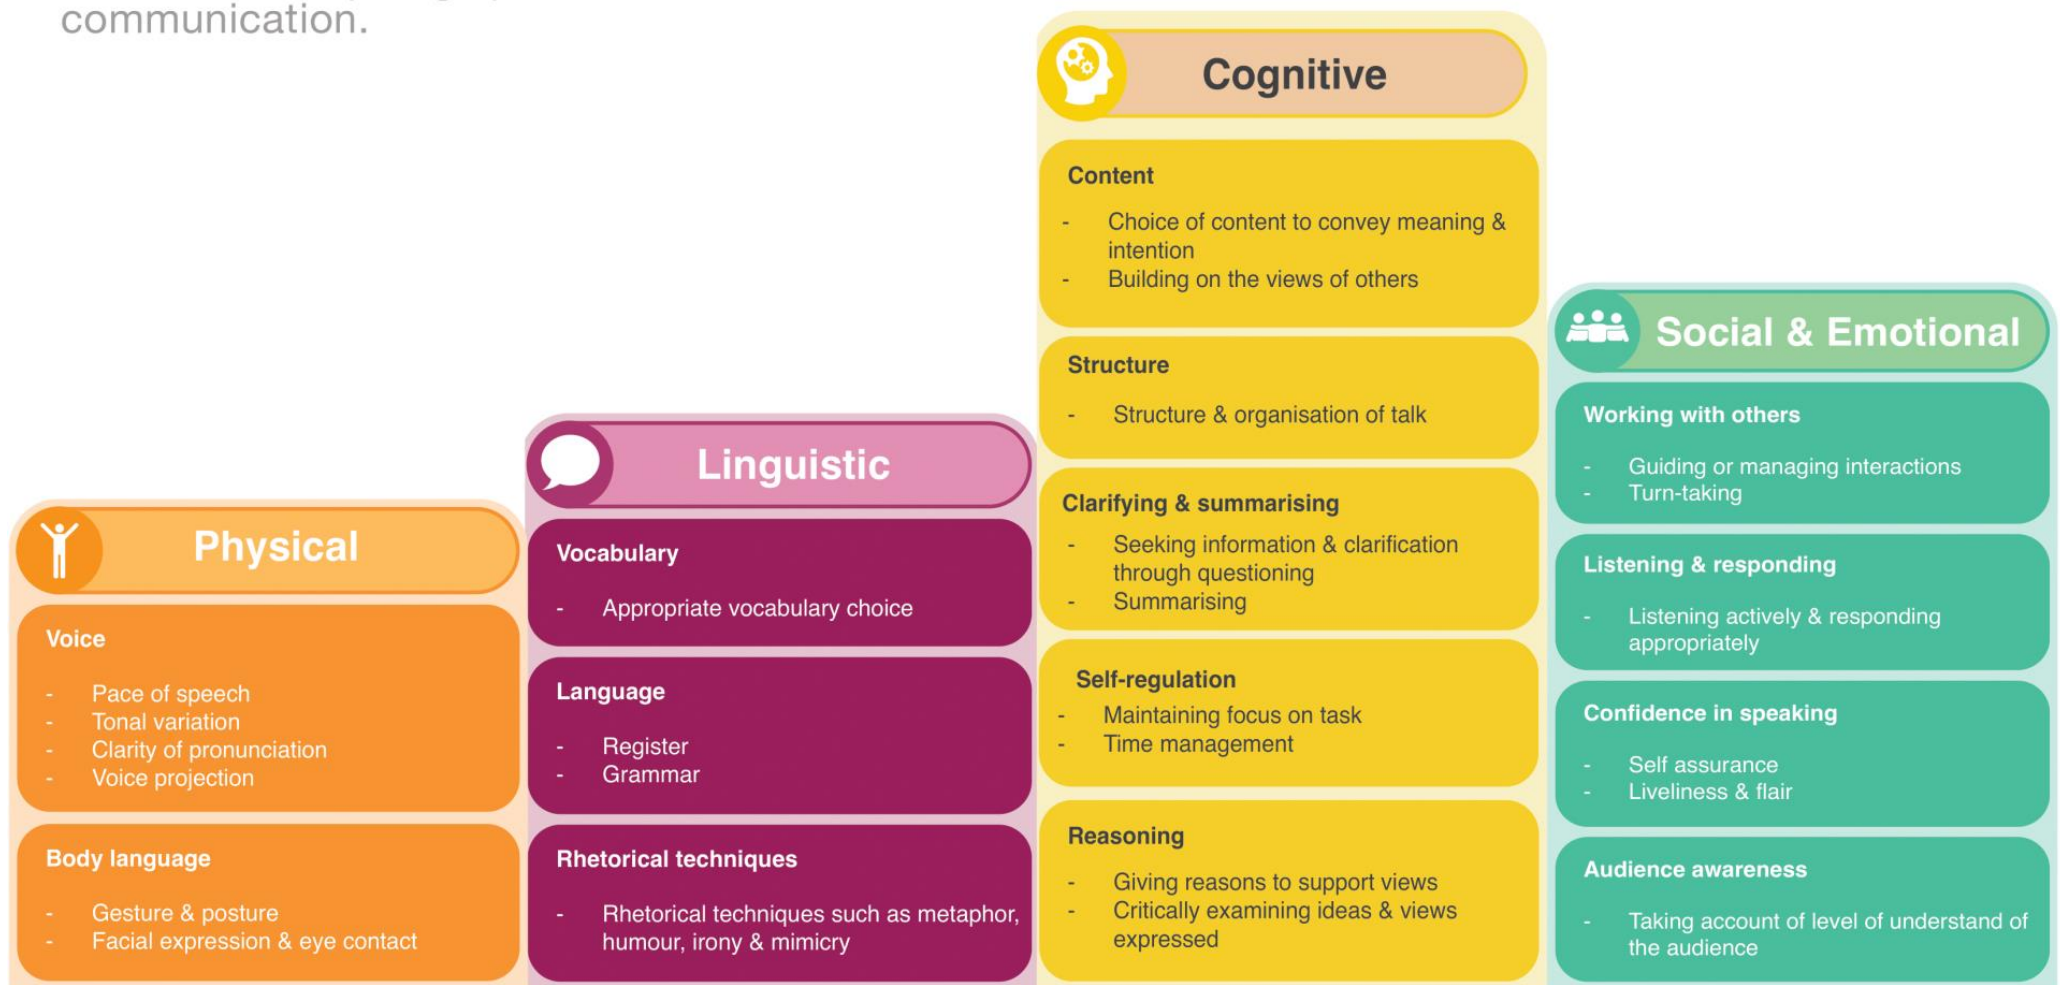 communication.
Physical
Voice
- Pace of speech
- Tonal variation
- Clarity of pronunciation
- Voice projection
Body language
- Gesture & posture
- Facial expression & eye contact
Linguistic
Vocabulary
- Appropriate vocabulary choice
Language
- Register
- Grammar
Rhetorical techniques
- Rhetorical techniques such as metaphor,
humour, irony & mimicry
Cognitive
Content
- Choice of content to convey meaning &
intention
- Building on the views of others
Structure
- Structure & organisation of talk
Clarifying & summarising
- Seeking information & clarification
through questioning
- Summarising
Self-regulation
- Maintaining focus on task
- Time management
Reasoning
- Giving reasons to support views
- Critically examining ideas & views
expressed
Social & Emotional
Working with others
- Guiding or managing interactions
- Turn-taking
Listening & responding
- Listening actively & responding
appropriately
Confidence in speaking
- Self assurance
- Liveliness & flair
Audience awareness
- Taking account of level of understand of
the audience